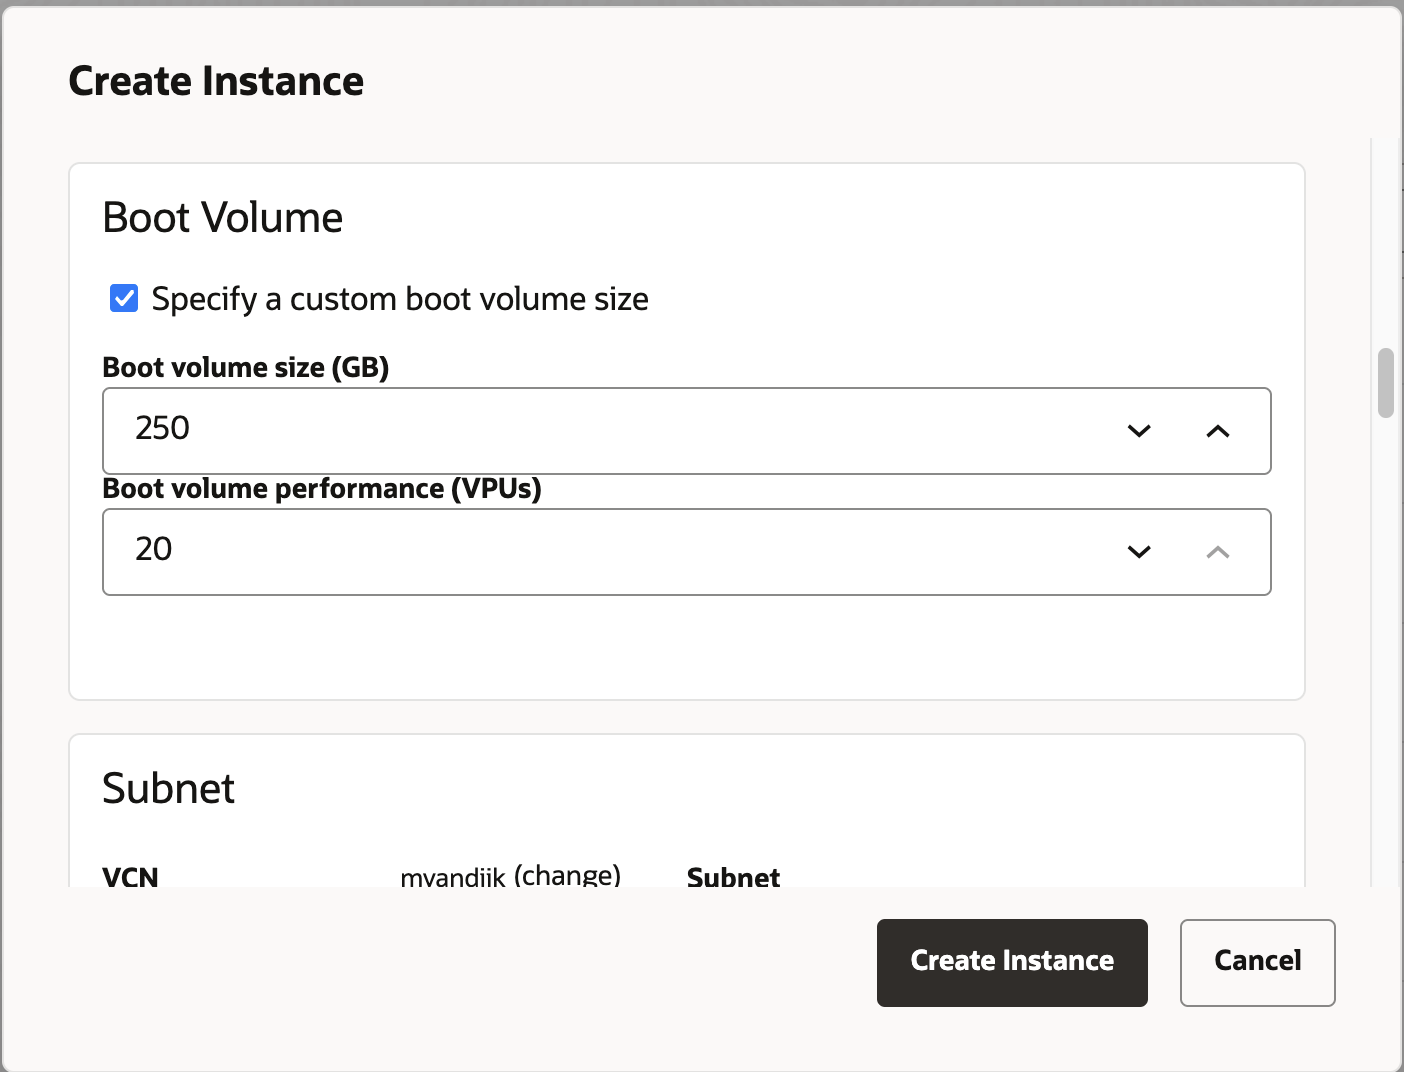 Create Instance
Boot Volume
Specify a custom boot volume size
Boot volume size (GB)
250
Boot volume performance (VPUs)
20
Subnet
VCN mvandijk (change) Subnet
Create Instance Cancel